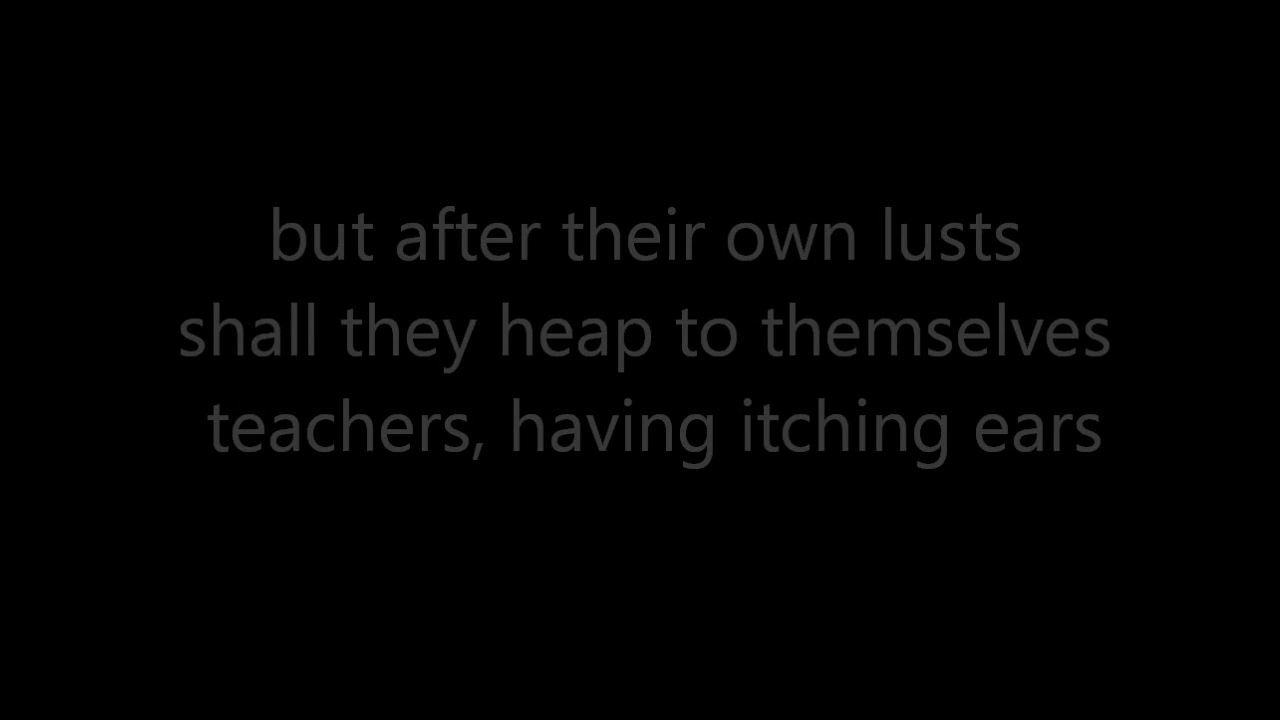 but after their own lusts
shall they heap to themselves
teachers, having itching ears